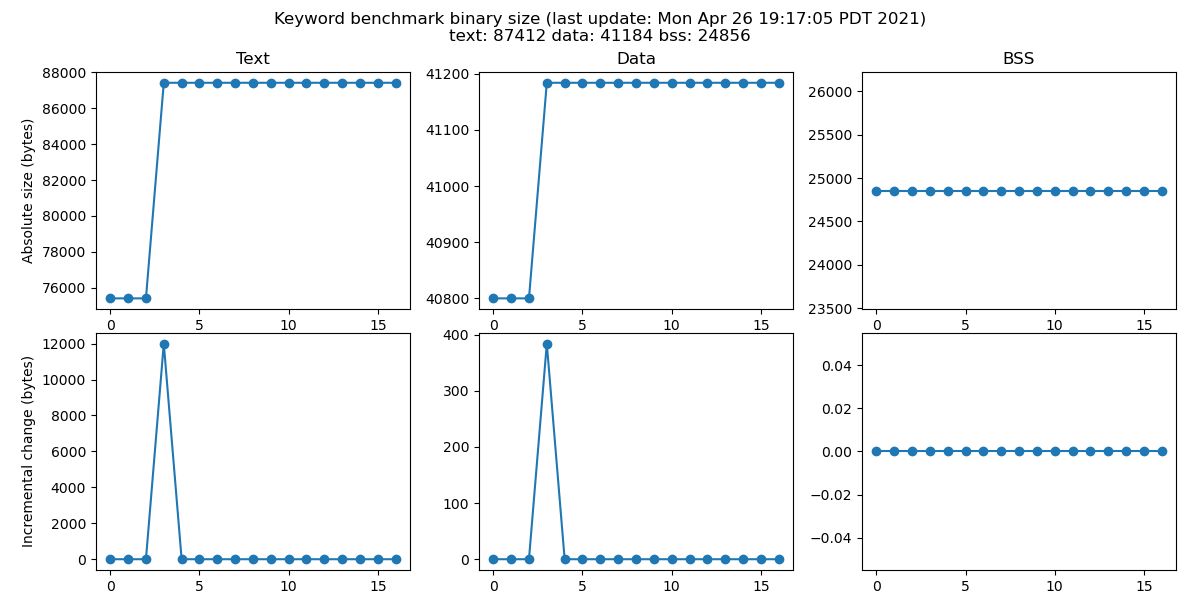 Keyword benchmark binary size (last update: Mon Apr 26 19:17:05 PDT 2021)
text: 87412 data: 41184 bss: 24856
Text
Data
BSS
Absolute size (bytes)
88000
86000
84000
82000
80000
78000
76000
0 5 10 15
41200
41100
41000
40900
40800
0 5 10 15
26000
25500
25000
24500
24000
23500
0 5 10 15
Incremental change (bytes)
12000
10000
8000
6000
4000
2000
0
0 5 10 15
400
300
200
100
0
0 5 10 15
0.04
0.02
0.00
−0.02
−0.04
0 5 10 15